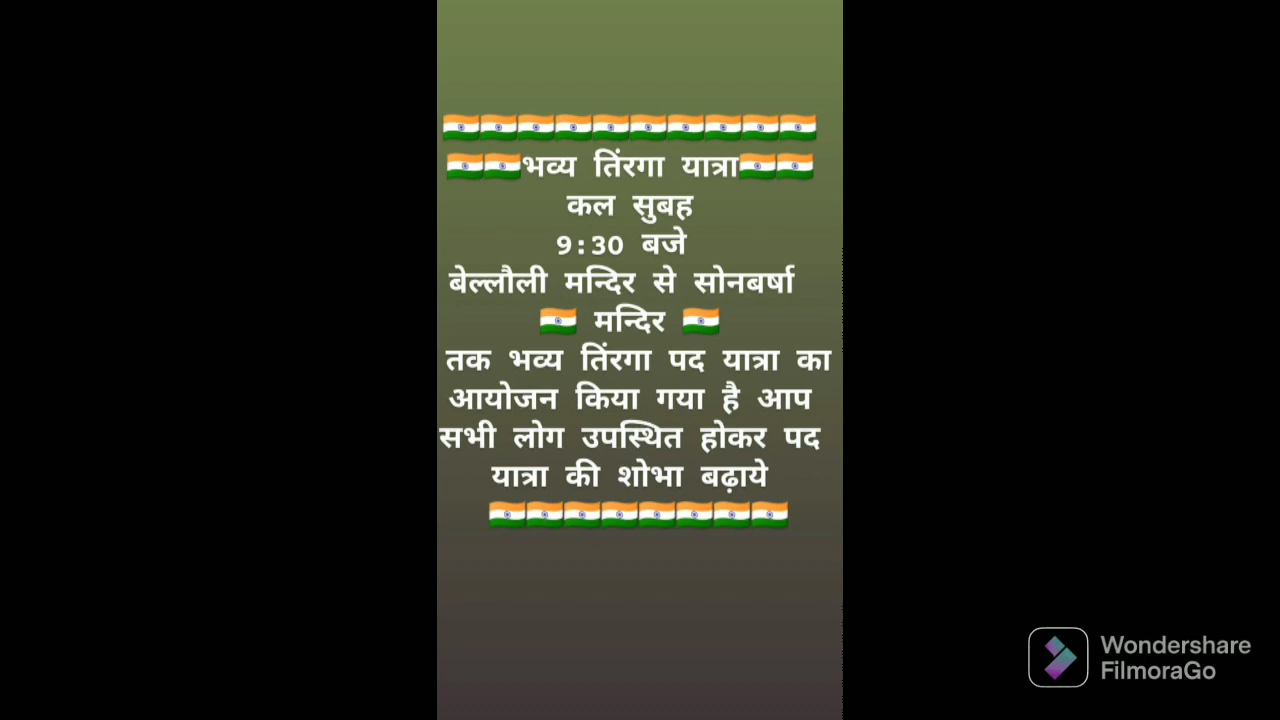 🇮🇳🇮🇳🇮🇳🇮🇳🇮🇳🇮🇳🇮🇳🇮🇳🇮🇳🇮🇳
🇮🇳🇮🇳भव्य तिंरगा यात्रा🇮🇳🇮🇳
कल सुबह
9:30 बजे
बेल्लौली मन्दिर से सोनबर्षा
🇮🇳 मन्दिर 🇮🇳
तक भव्य तिंरगा पद यात्रा का
आयोजन किया गया है आप
सभी लोग उपस्थित होकर पद
यात्रा की शोभा बढ़ाये
🇮🇳🇮🇳🇮🇳🇮🇳🇮🇳🇮🇳🇮🇳🇮🇳
Wondershare
FilmoraGo